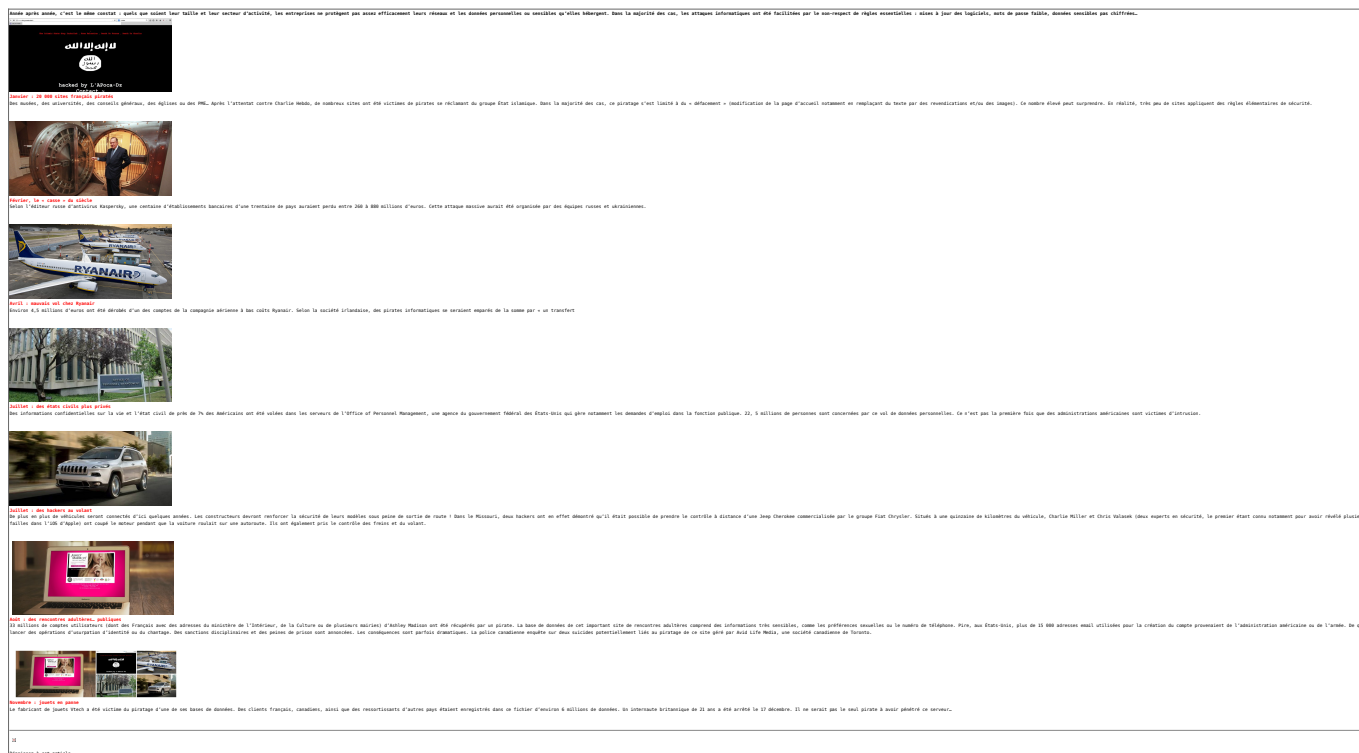 Année après année, c'est le même constat : quels que soient leur taille et leur secteur d'activité, les entreprises ne protègent pas assez efficacement leurs réseaux et les données personnelles ou sensibles qu'elles hébergent. Dans la majorité des cas, les attaques informatiques ont été facilitées par le non-respect de règles essentielles : mises à jour des logiciels, mots de passe faible, données sensibles pas chiffrées…
لا إله إلا الله
الله
رسول
محمد
hacked by L'APoca-Dz
Janvier : 20 000 sites français piratés
Des musées, des universités, des conseils généraux, des églises ou des PME… Après l'attentat contre Charlie Hebdo, de nombreux sites ont été victimes de pirates se réclamant du groupe État islamique. Dans la majorité des cas, ce piratage s'est limité à du « défacement » (modification de la page d'accueil notamment en remplaçant du texte par des revendications et/ou des images). Ce nombre élevé peut surprendre. En réalité, très peu de sites appliquent des règles élémentaires de sécurité.
Février, le « casse » du siècle
Selon l'éditeur russe d'antivirus Kaspersky, une centaine d'établissements bancaires d'une trentaine de pays auraient perdu entre 260 à 880 millions d'euros. Cette attaque massive aurait été organisée par des équipes russes et ukrainiennes.
RYANAIR
Avril : mauvais vol chez Ryanair
Environ 4,5 millions d'euros ont été dérobés d'un des comptes de la compagnie aérienne à bas coûts Ryanair. Selon la société irlandaise, des pirates informatiques se seraient emparés de la somme par « un transfert
Juillet : des états civils plus privés
Des informations confidentielles sur la vie et l'état civil de près de 7% des Américains ont été volées dans les serveurs de l'Office of Personnel Management, une agence du gouvernement fédéral des États-Unis qui gère notamment les demandes d'emploi dans la fonction publique. 22, 5 millions de personnes sont concernées par ce vol de données personnelles. Ce n'est pas la première fois que des administrations américaines sont victimes d'intrusion.
Juillet : des hackers au volant
De plus en plus de véhicules seront connectés d'ici quelques années. Les constructeurs devront renforcer la sécurité de leurs modèles sous peine de sortie de route ! Dans le Missouri, deux hackers ont en effet démontré qu'il était possible de prendre le contrôle à distance d'une Jeep Cherokee commercialisée par le groupe Fiat Chrysler. Situés à une quinzaine de kilomètres du véhicule, Charlie Miller et Chris Valasek (deux experts en sécurité, le premier étant connu notamment pour avoir révélé plusie
failles dans l'iOS d'Apple) ont coupé le moteur pendant que la voiture roulait sur une autoroute. Ils ont également pris le contrôle des freins et du volant.
Août : des rencontres adultères… publiques
33 millions de comptes utilisateurs (dont des Français avec des adresses du ministère de l'Intérieur, de la Culture ou de plusieurs mairies) d'Ashley Madison ont été récupérés par un pirate. La base de données de cet important site de rencontres adultères comprend des informations très sensibles, comme les préférences sexuelles ou le numéro de téléphone. Pire, aux États-Unis, plus de 15 000 adresses email utilisées pour la création du compte provenaient de l'administration américaine ou de l'armée. De q
lancer des opérations d'usurpation d'identité ou du chantage. Des sanctions disciplinaires et des peines de prison sont annoncées. Les conséquences sont parfois dramatiques. La police canadienne enquête sur deux suicides potentiellement liés au piratage de ce site géré par Avid Life Media, une société canadienne de Toronto.
Novembre : jouets en panne
Le fabricant de jouets Vtech a été victime du piratage d'une de ses bases de données. Des clients français, canadiens, ainsi que des ressortissants d'autres pays étaient enregistrés dans ce fichier d'environ 6 millions de données. Un internaute britannique de 21 ans a été arrêté le 17 décembre. Il ne serait pas le seul pirate à avoir pénétré ce serveur…